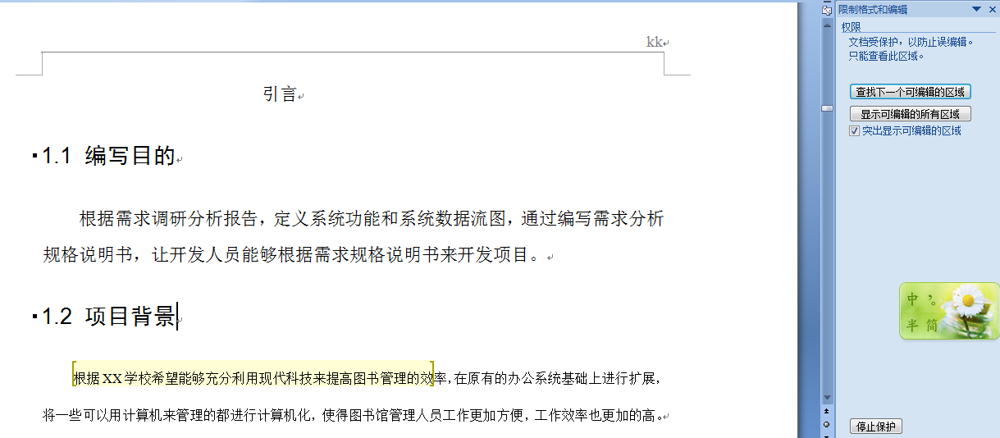 kk
引言
1.1 编写目的
根据需求调研分析报告，定义系统功能和系统数据流图，通过编写需求分析
规格说明书，让开发人员能够根据需求规格说明书来开发项目。
1.2 项目背景
根据 XX 学校希望能够充分利用现代科技来提高图书管理的效率，在原有的办公系统基础上进行扩展，
将一些可以用计算机来管理的都进行计算机化，使得图书馆管理人员工作更加方便，工作效率也更加的高。
限制格式和编辑
权限
文档受保护，以防止误编辑。
只能查看此区域。
查找下一个可编辑的区域
显示可编辑的所有区域
突出显示可编辑的区域
中 °,
半 简
停止保护